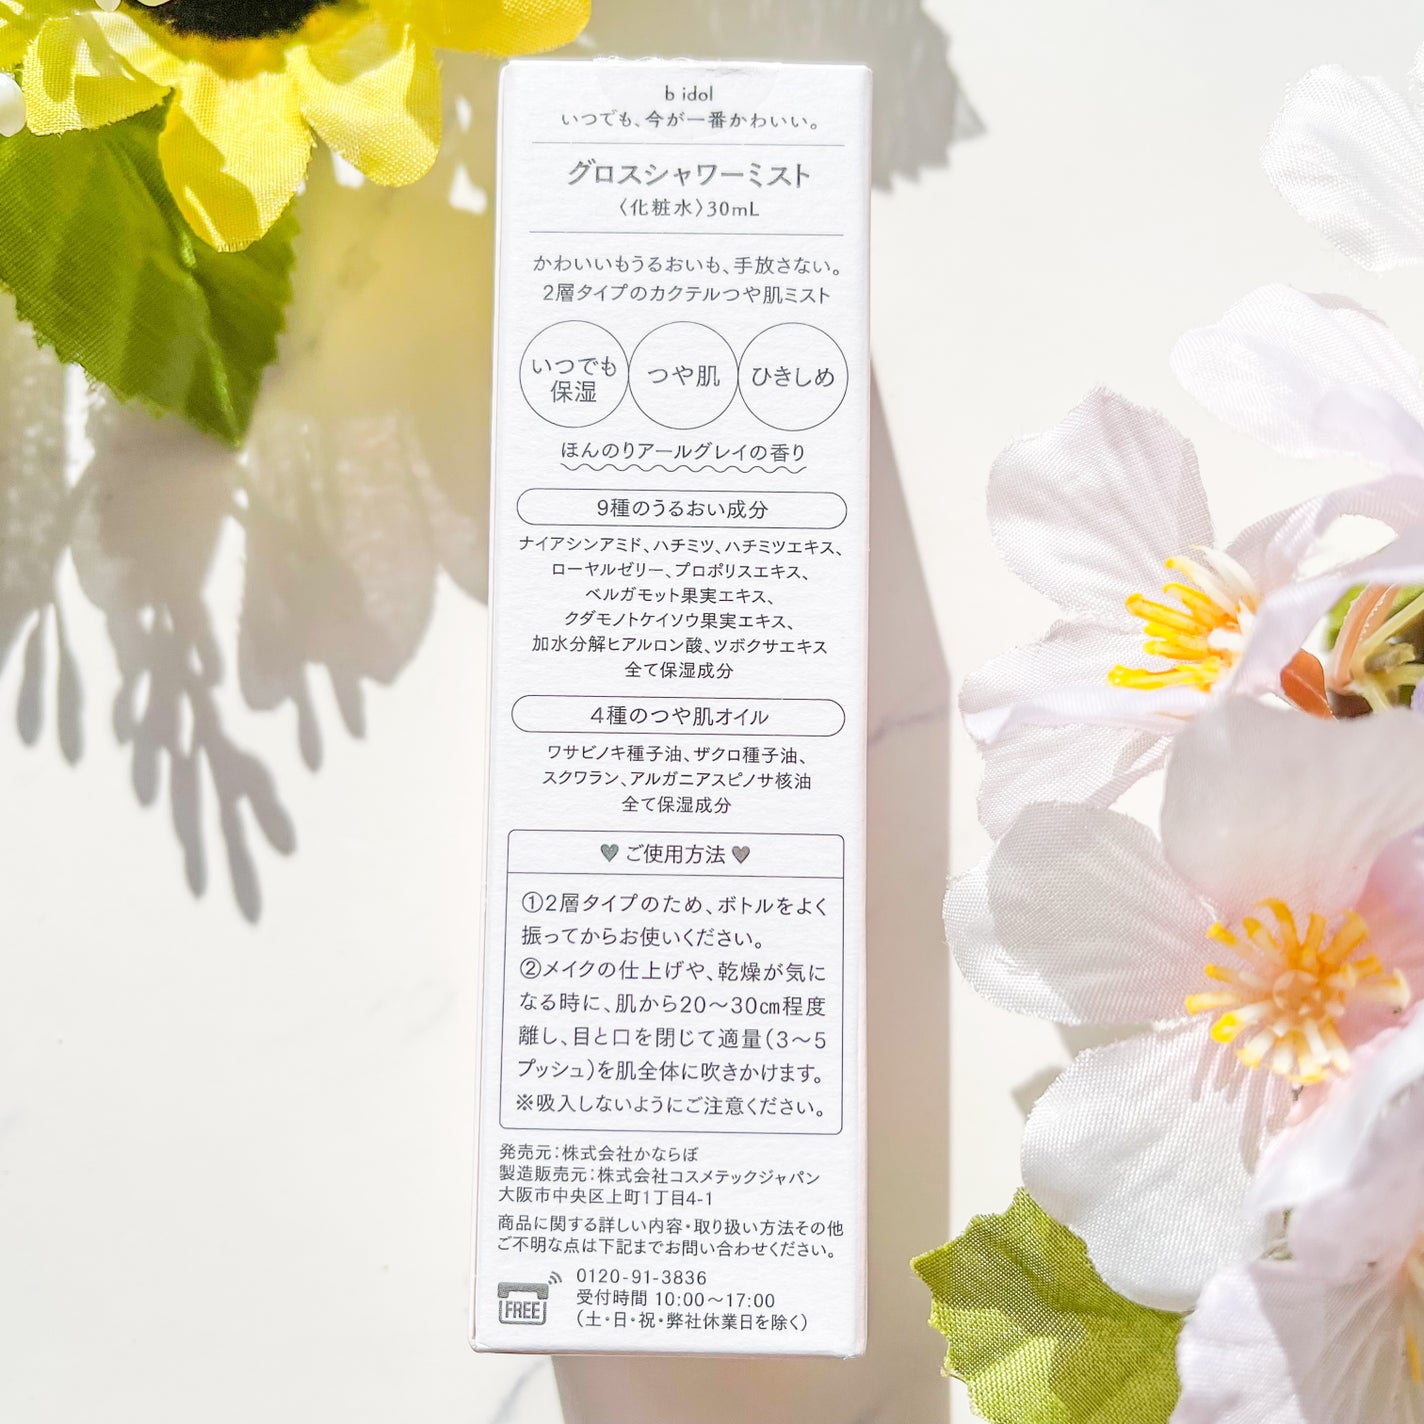 b idol
いつでも、今が一番かわいい。
グロスシャワーミスト
〈化粧水〉30mL
かわいいもうるおいも、手放さない。
2層タイプのカクテルつや肌ミスト
いつでも
保湿
つや肌
ひきしめ
ほんのりアールグレイの香り
9種のうるおい成分
ナイアシンアミド、ハチミツ、ハチミツエキス、
ローヤルゼリー、プロポリスエキス、
ベルガモット果実エキス、
クダモノトケイソウ果実エキス、
加水分解ヒアルロン酸、ツボクサエキス
全て保湿成分
4種のつや肌オイル
ワサビノキ種子油、ザクロ種子油、
スクワラン、アルガニアスピノサ核油
全て保湿成分
♥ ご使用方法 ♥
①2層タイプのため、ボトルをよく
振ってからお使いください。
②メイクの仕上げや、乾燥が気に
なる時に、肌から20～30㎝程度
離し、目と口を閉じて適量(3～5
プッシュ)を肌全体に吹きかけます。
※吸入しないようにご注意ください。
発売元：株式会社かならぼ
製造販売元：株式会社コスメテックジャパン
大阪市中央区上町1丁目4-1
商品に関する詳しい内容・取り扱い方法その他
ご不明な点は下記までお問い合わせください。
FREE
0120-91-3836
受付時間 10:00～17:00
(土・日・祝・弊社休業日を除く)